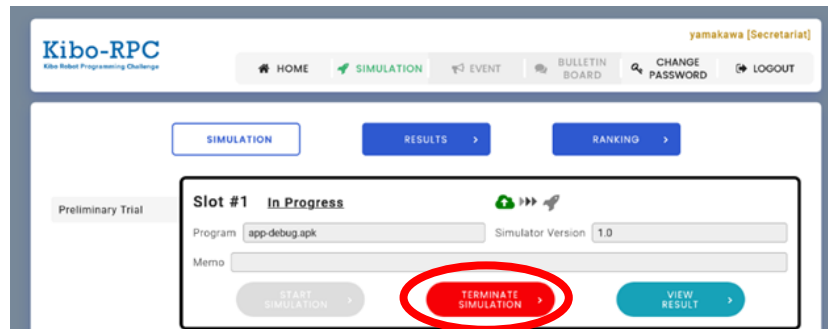 yamakawa [Secretariat]
Kibo-RPC
Kibo Robot Programming Challenge
HOME SIMULATION EVENT BULLETIN BOARD CHANGE PASSWORD LOGOUT
SIMULATION RESULTS > RANKING >
Preliminary Trial
Slot #1 In Progress
Program app-debug.apk Simulator Version 1.0
Memo
START SIMULATION > TERMINATE SIMULATION > VIEW RESULT >